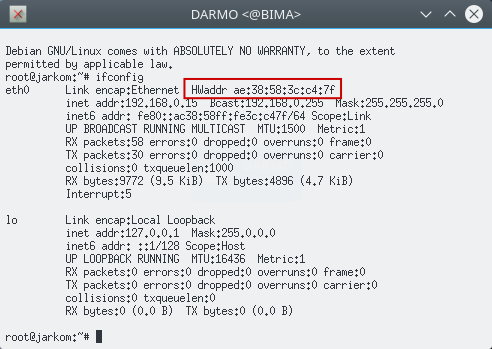 DARMO <@BIMA>
Debian GNU/Linux comes with ABSOLUTELY NO WARRANTY, to the extent
permitted by applicable law.
root@jarkom:~# ifconfig
eth0      Link encap:Ethernet  HWaddr ae:38:58:3c:c4:7f
          inet addr:192.168.0.15  Bcast:192.168.0.255  Mask:255.255.255.0
          inet6 addr: fe80::ac38:58ff:fe3c:c47f/64 Scope:Link
          UP BROADCAST RUNNING MULTICAST  MTU:1500  Metric:1
          RX packets:58 errors:0 dropped:0 overruns:0 frame:0
          TX packets:30 errors:0 dropped:0 overruns:0 carrier:0
          collisions:0 txqueuelen:1000
          RX bytes:9772 (9.5 KiB)  TX bytes:4896 (4.7 KiB)
          Interrupt:5
lo        Link encap:Local Loopback
          inet addr:127.0.0.1  Mask:255.0.0.0
          inet6 addr: ::1/128 Scope:Host
          UP LOOPBACK RUNNING  MTU:16436  Metric:1
          RX packets:0 errors:0 dropped:0 overruns:0 frame:0
          TX packets:0 errors:0 dropped:0 overruns:0 carrier:0
          collisions:0 txqueuelen:0
          RX bytes:0 (0.0 B)  TX bytes:0 (0.0 B)
root@jarkom:~#